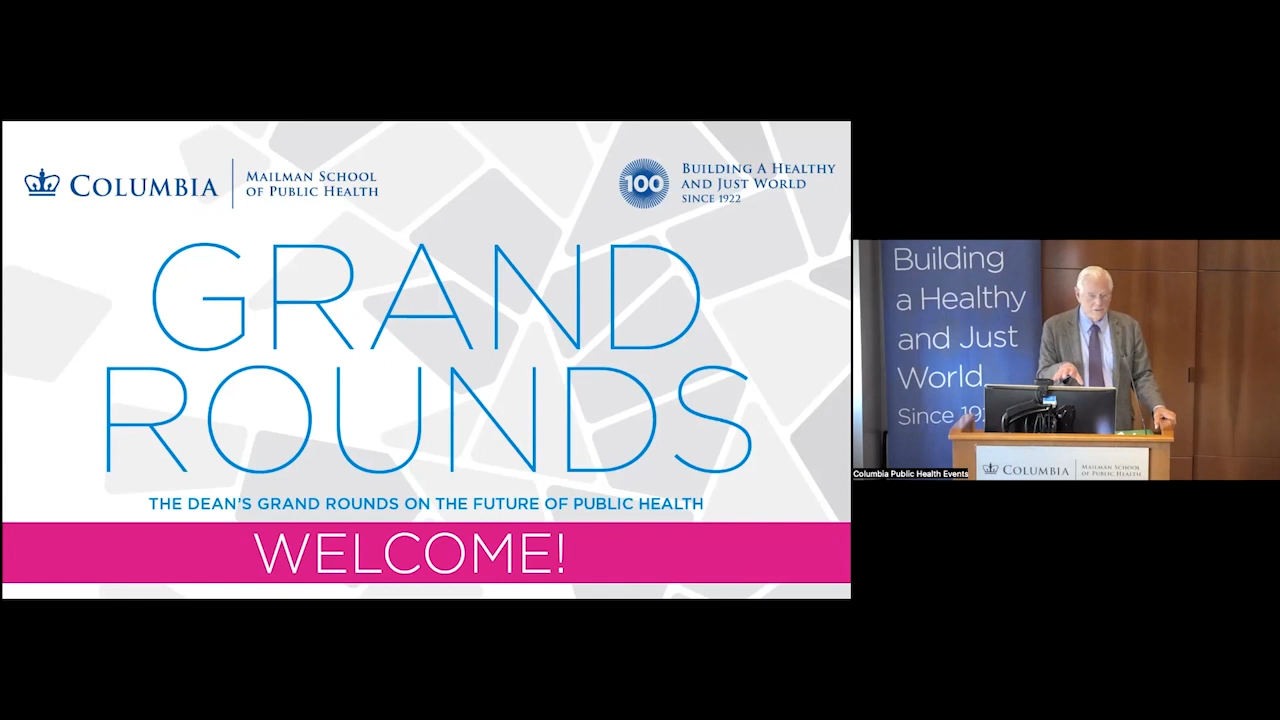 COLUMBIA
MAILMAN SCHOOL
OF PUBLIC HEALTH
100
BUILDING A HEALTHY
AND JUST WORLD
SINCE 1922
GRAND
ROUNDS
THE DEAN'S GRAND ROUNDS ON THE FUTURE OF PUBLIC HEALTH
WELCOME!
Building
a Healthy
and Just
World
Since
Columbia Public Health Events
COLUMBIA
MAILMAN SCHOOL
OF PUBLIC HEALTH